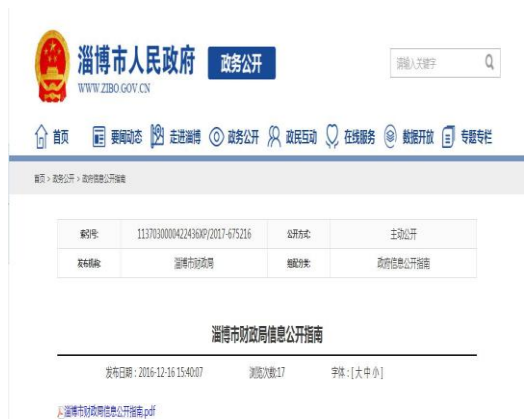 淄博市人民政府 政务公开
WWW.ZIBO.GOV.CN
请输入关键字
首页 要闻动态 走进淄博 政务公开 政民互动 在线服务 数据开放 专题专栏
首页 > 政务公开 > 政府信息公开指南
索引号: 11370300004222436XP/2017-675216 公开方式: 主动公开
发布机构: 淄博市财政局 组配分类: 政府信息公开指南
淄博市财政局信息公开指南
发布日期：2016-12-16 15:40:07 浏览次数:17 字体：[大 中 小]
淄博市财政局信息公开指南.pdf